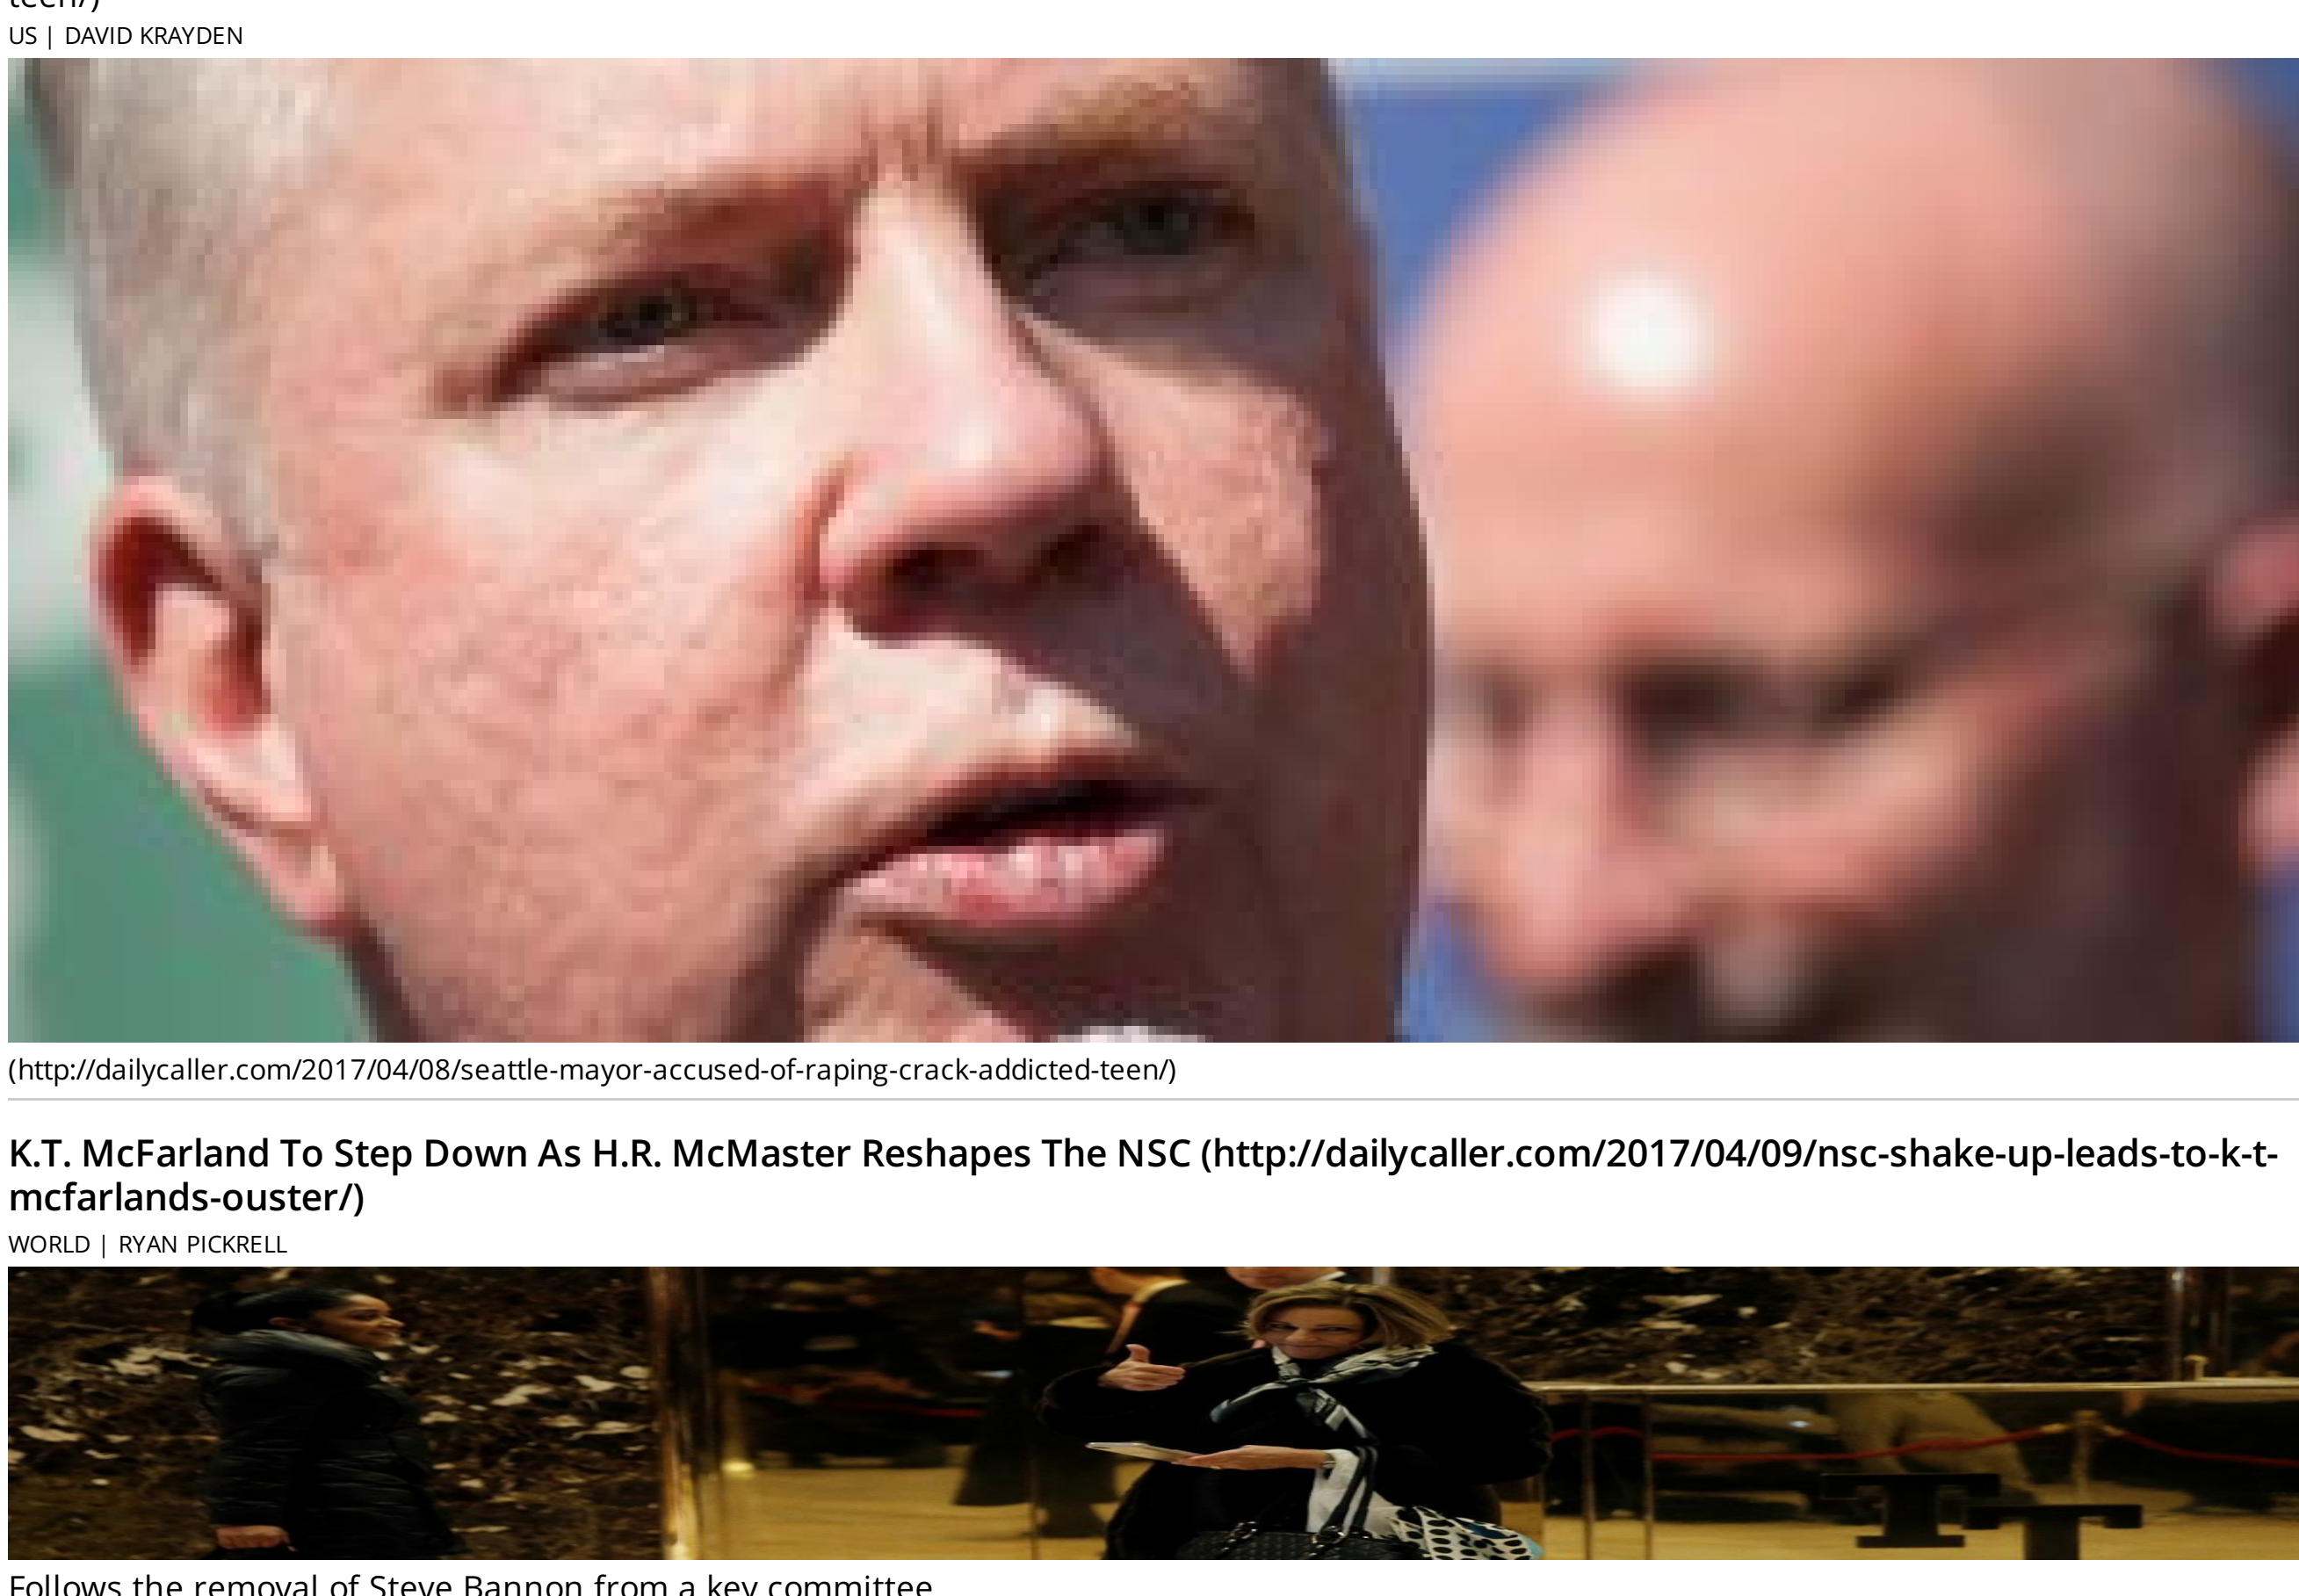 teen/)
US | DAVID KRAYDEN
(http://dailycaller.com/2017/04/08/seattle-mayor-accused-of-raping-crack-addicted-teen/)
K.T. McFarland To Step Down As H.R. McMaster Reshapes The NSC (http://dailycaller.com/2017/04/09/nsc-shake-up-leads-to-k-t-
mcfarlands-ouster/)
WORLD | RYAN PICKRELL
Follows the removal of Steve Bannon from a key committee